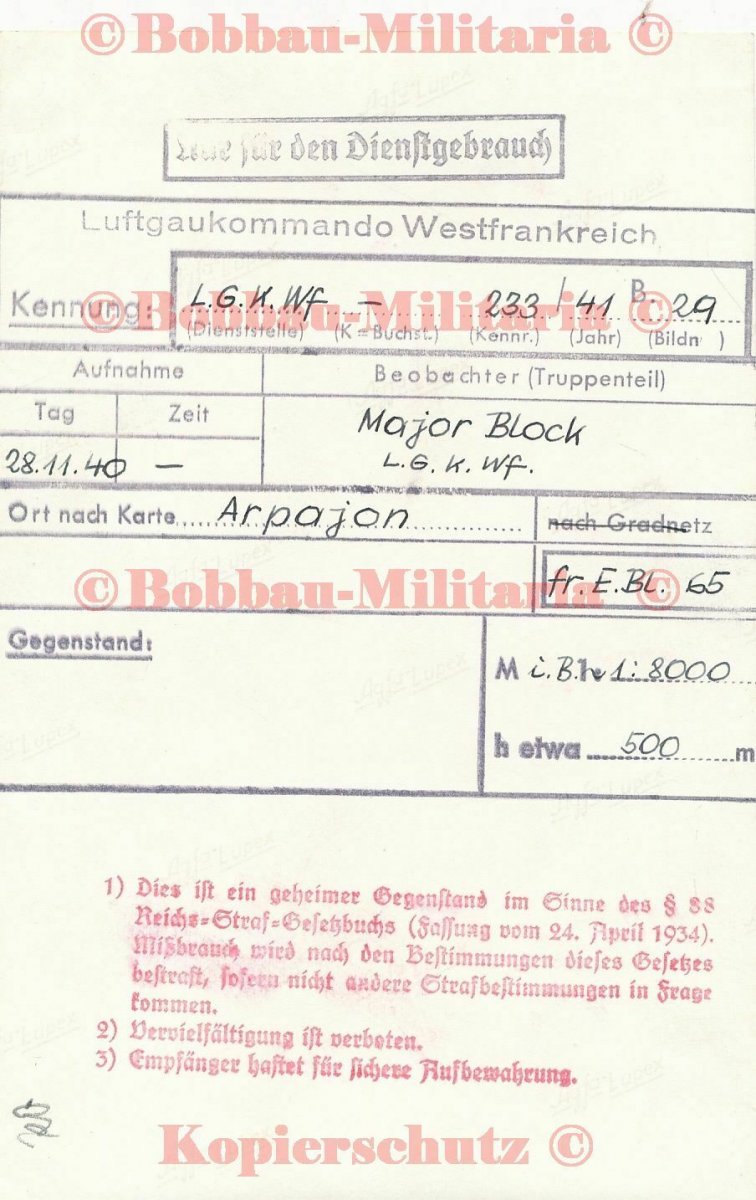 ©Bobbau-Militaria ©
Nur für den Dienstgebrauch
Luftgaukommando Westfrankreich
Kennung: L.G.K.Wf — 233 / 41 B. 29
(Dienststelle) (K=Buchst.) (Kennr.) (Jahr) (Bildn )
©Bobbau-Militaria ©
Aufnahme Beobachter (Truppenteil)
Tag Zeit Major Block
28.11.40 — L.G.K.Wf.
Ort nach Karte Arpajon nach Gradnetz
fr. E. Bl. 65
©Bobbau-Militaria ©
Gegenstand: M i.B. 1:8000
h etwa 500 m
1) Dies ist ein geheimer Gegenstand im Sinne des § 88
Reichs=Straf=Gesetzbuchs (Fassung vom 24. April 1934).
Mißbrauch wird nach den Bestimmungen dieses Gesetzes
bestraft, sofern nicht andere Strafbestimmungen in Frage
kommen.
2) Vervielfältigung ist verboten.
3) Empfänger haftet für sichere Aufbewahrung.
Kopierschutz ©
Agfa Lupex